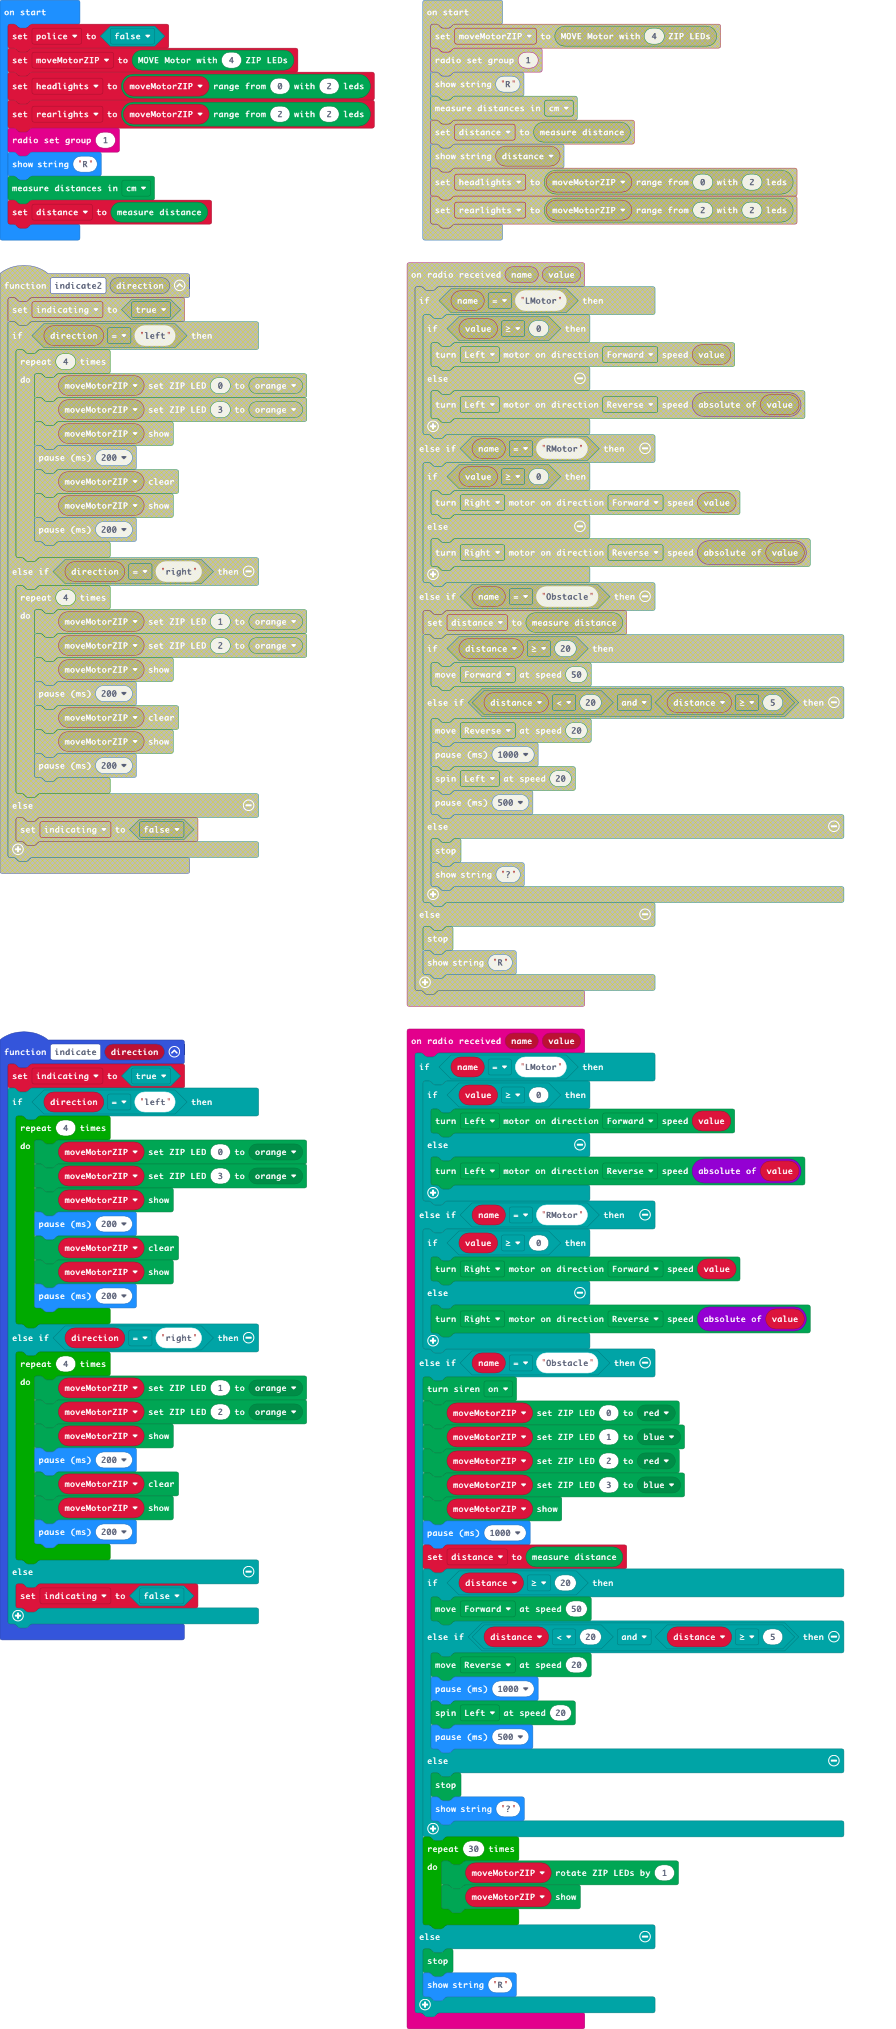 on start
set police to false
set moveMotorZIP to MOVE Motor with 4 ZIP LEDs
set headlights to moveMotorZIP range from 0 with 2 leds
set rearlights to moveMotorZIP range from 2 with 2 leds
radio set group 1
show string "R"
measure distances in cm
set distance to measure distance
on start
set moveMotorZIP to MOVE Motor with 4 ZIP LEDs
radio set group 1
show string "R"
measure distances in cm
set distance to measure distance
show string distance
set headlights to moveMotorZIP range from 0 with 2 leds
set rearlights to moveMotorZIP range from 2 with 2 leds
function indicate2 direction
set indicating to true
if direction = "left" then
repeat 4 times
do moveMotorZIP set ZIP LED 0 to orange
moveMotorZIP set ZIP LED 3 to orange
moveMotorZIP show
pause (ms) 200
moveMotorZIP clear
moveMotorZIP show
pause (ms) 200
else if direction = "right" then
repeat 4 times
do moveMotorZIP set ZIP LED 1 to orange
moveMotorZIP set ZIP LED 2 to orange
moveMotorZIP show
pause (ms) 200
moveMotorZIP clear
moveMotorZIP show
pause (ms) 200
else
set indicating to false
on radio received name value
if name = "LMotor" then
if value ≥ 0 then
turn Left motor on direction Forward speed value
else
turn Left motor on direction Reverse speed absolute of value
else if name = "RMotor" then
if value ≥ 0 then
turn Right motor on direction Forward speed value
else
turn Right motor on direction Reverse speed absolute of value
else if name = "Obstacle" then
set distance to measure distance
if distance ≥ 20 then
move Forward at speed 50
else if distance < 20 and distance ≥ 5 then
move Reverse at speed 20
pause (ms) 1000
spin Left at speed 20
pause (ms) 500
else
stop
show string "?"
else
stop
show string "R"
function indicate direction
set indicating to true
if direction = "left" then
repeat 4 times
do moveMotorZIP set ZIP LED 0 to orange
moveMotorZIP set ZIP LED 3 to orange
moveMotorZIP show
pause (ms) 200
moveMotorZIP clear
moveMotorZIP show
pause (ms) 200
else if direction = "right" then
repeat 4 times
do moveMotorZIP set ZIP LED 1 to orange
moveMotorZIP set ZIP LED 2 to orange
moveMotorZIP show
pause (ms) 200
moveMotorZIP clear
moveMotorZIP show
pause (ms) 200
else
set indicating to false
on radio received name value
if name = "LMotor" then
if value ≥ 0 then
turn Left motor on direction Forward speed value
else
turn Left motor on direction Reverse speed absolute of value
else if name = "RMotor" then
if value ≥ 0 then
turn Right motor on direction Forward speed value
else
turn Right motor on direction Reverse speed absolute of value
else if name = "Obstacle" then
turn siren on
moveMotorZIP set ZIP LED 0 to red
moveMotorZIP set ZIP LED 1 to blue
moveMotorZIP set ZIP LED 2 to red
moveMotorZIP set ZIP LED 3 to blue
moveMotorZIP show
pause (ms) 1000
set distance to measure distance
if distance ≥ 20 then
move Forward at speed 50
else if distance < 20 and distance ≥ 5 then
move Reverse at speed 20
pause (ms) 1000
spin Left at speed 20
pause (ms) 500
else
stop
show string "?"
repeat 30 times
do moveMotorZIP rotate ZIP LEDs by 1
moveMotorZIP show
else
stop
show string "R"